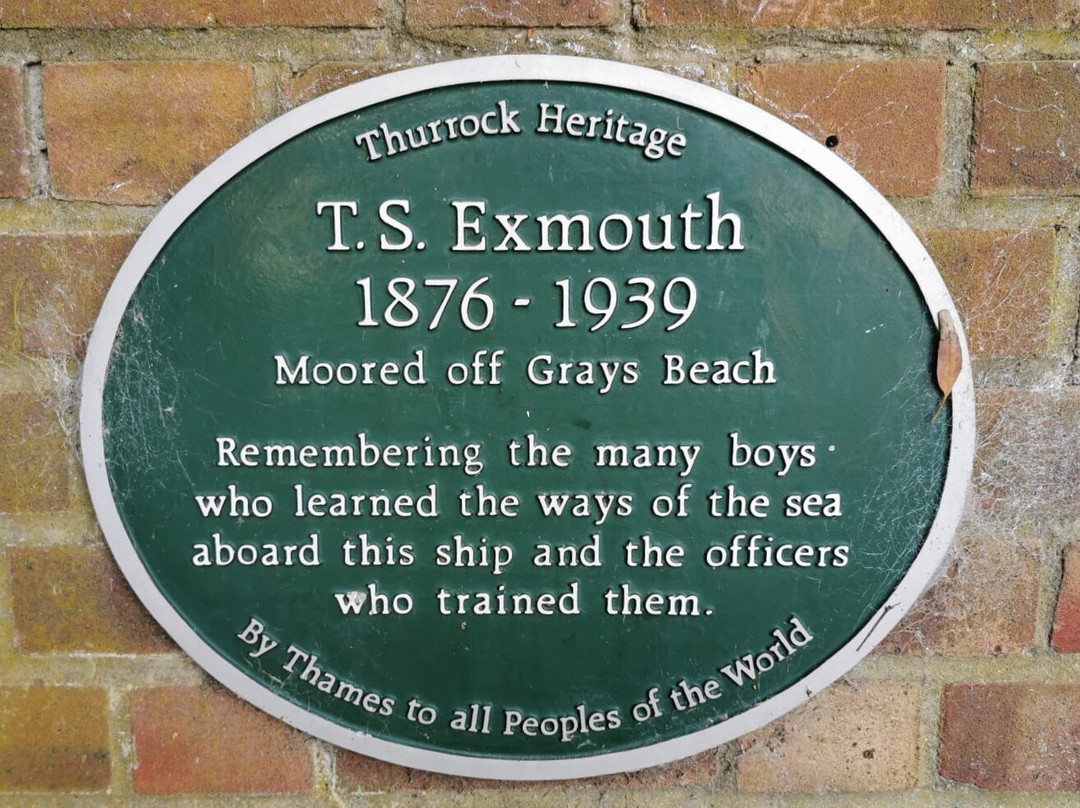 Thurrock Heritage
T.S. Exmouth
1876 - 1939
Moored off Grays Beach
Remembering the many boys
who learned the ways of the sea
aboard this ship and the officers
who trained them.
By Thames to all Peoples of the World